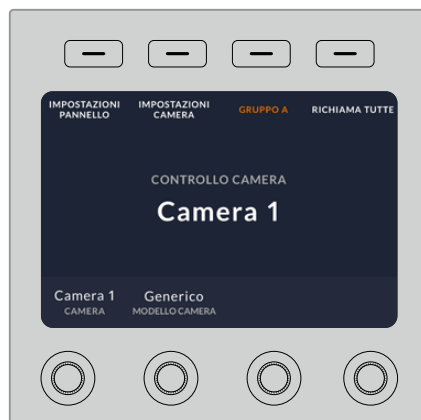 IMPOSTAZIONI PANNELLO
IMPOSTAZIONI CAMERA
GRUPPO A
RICHIAMA TUTTE
CONTROLLO CAMERA
Camera 1
Camera 1
CAMERA
Generico
MODELLO CAMERA